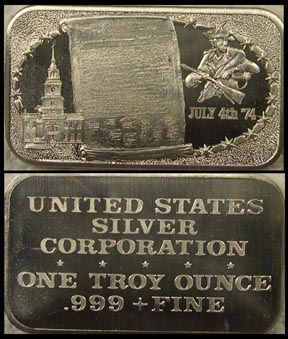 JULY 4th '74
UNITED STATES
SILVER
CORPORATION
ONE TROY OUNCE
.999 + FINE